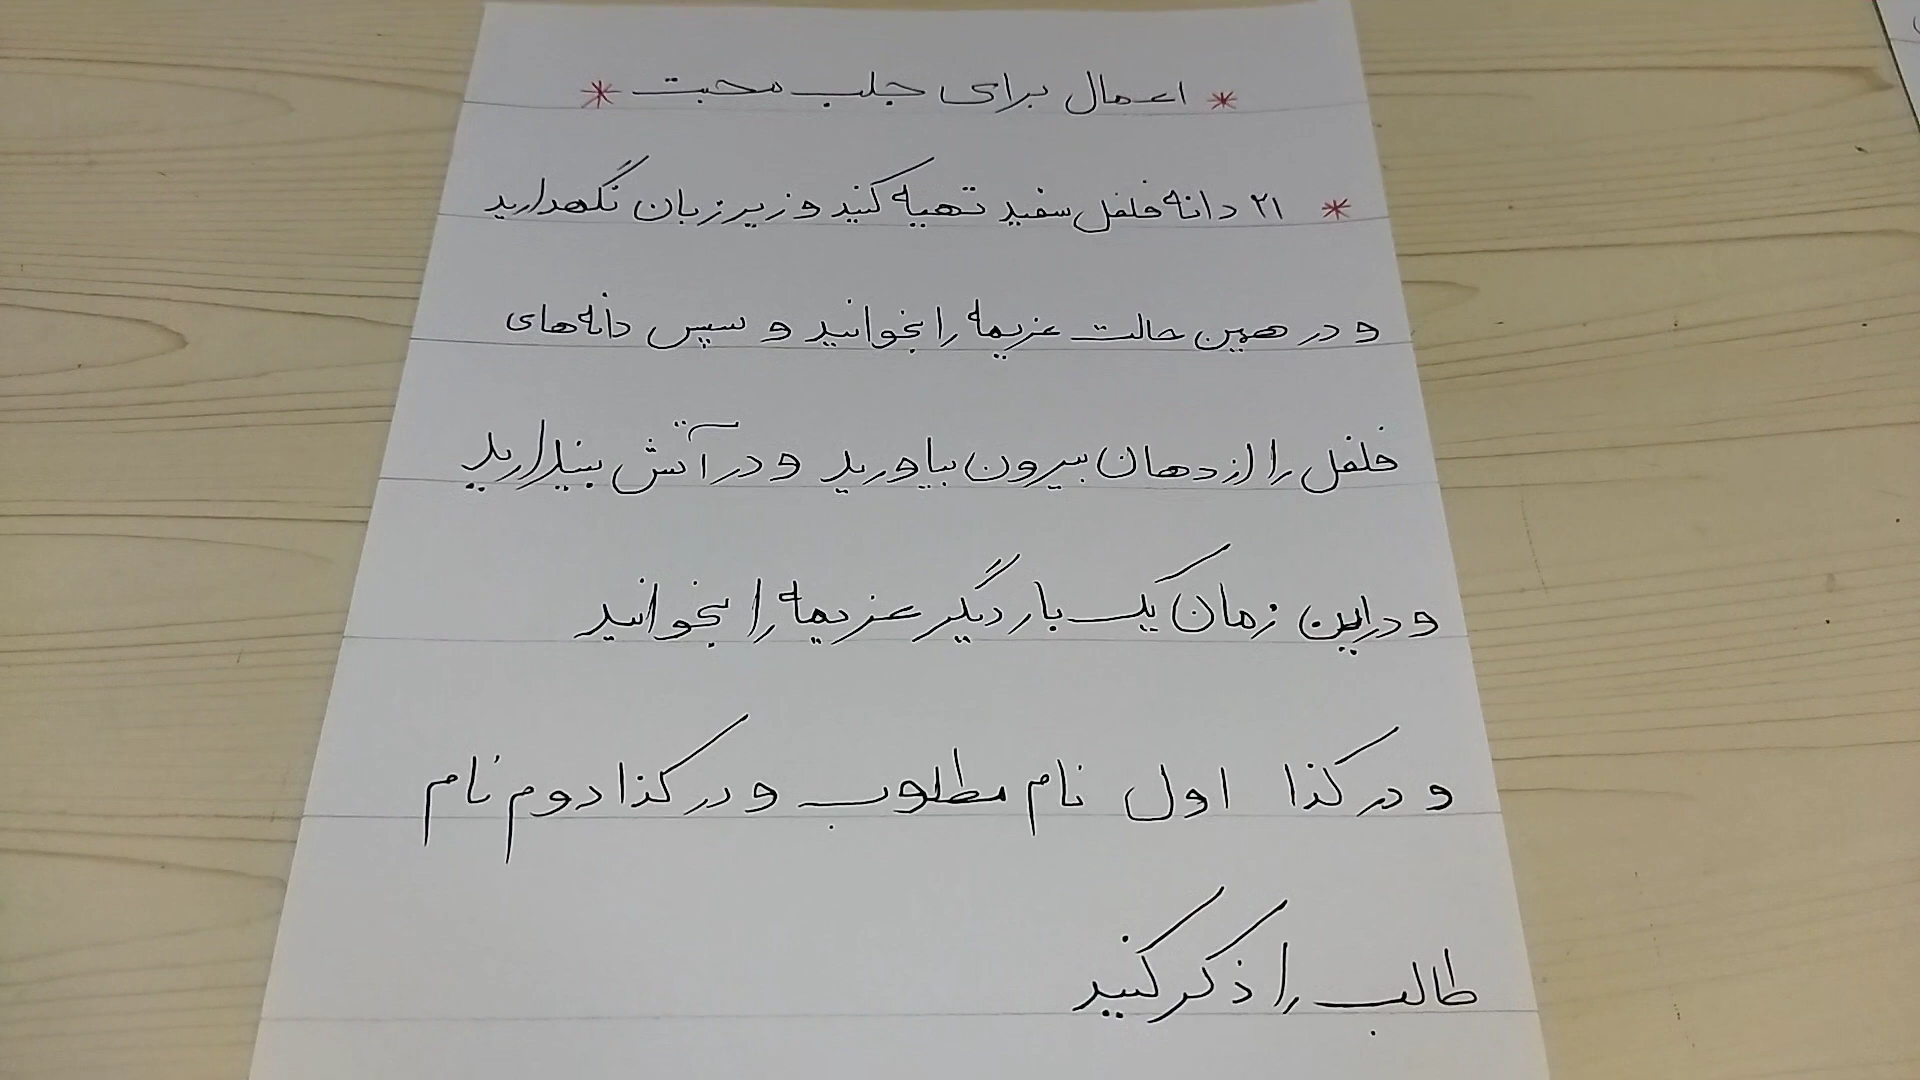 * اعمال برای جلب محبت *
* ۲۱ دانه فلفل سفید تهیه کنید و زیر زبان نگهدارید
و در همین حالت عزیمه را بخوانید و سپس دانه های
فلفل را از دهان بیرون بیاورید و در آتش بیندازید
و در این زمان یک بار دیگر عزیمه را بخوانید
و در کذا اول نام مطلوب و در کذا دوم نام
طالب را ذکر کنید